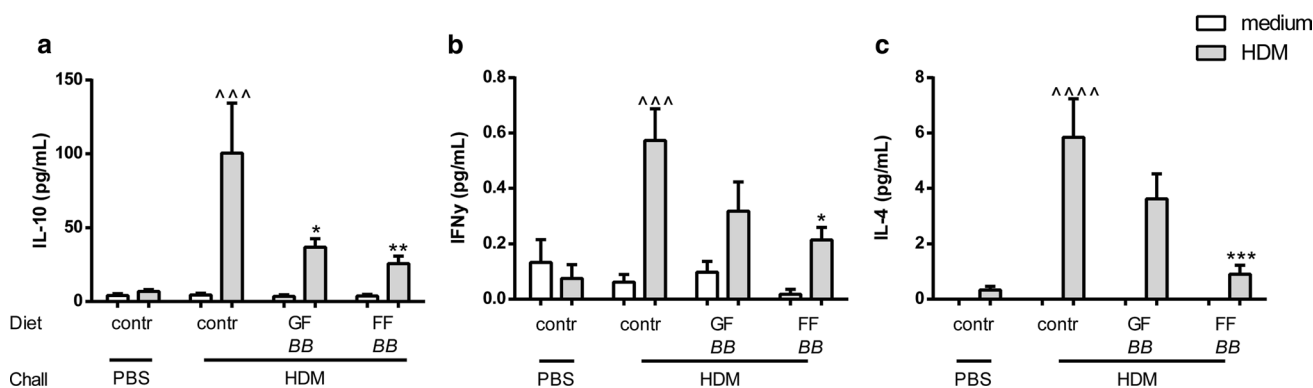 medium
HDM
a
b
c
IL-10 (pg/mL)
150
100
50
0
^^^
*
**
IFNy (pg/mL)
0.8
0.6
0.4
0.2
0.0
^^^
*
IL-4 (pg/mL)
8
6
4
2
0
^^^^
***
Diet contr contr GF FF contr contr GF FF contr contr GF FF
BB BB BB BB BB BB
Chall PBS HDM PBS HDM PBS HDM